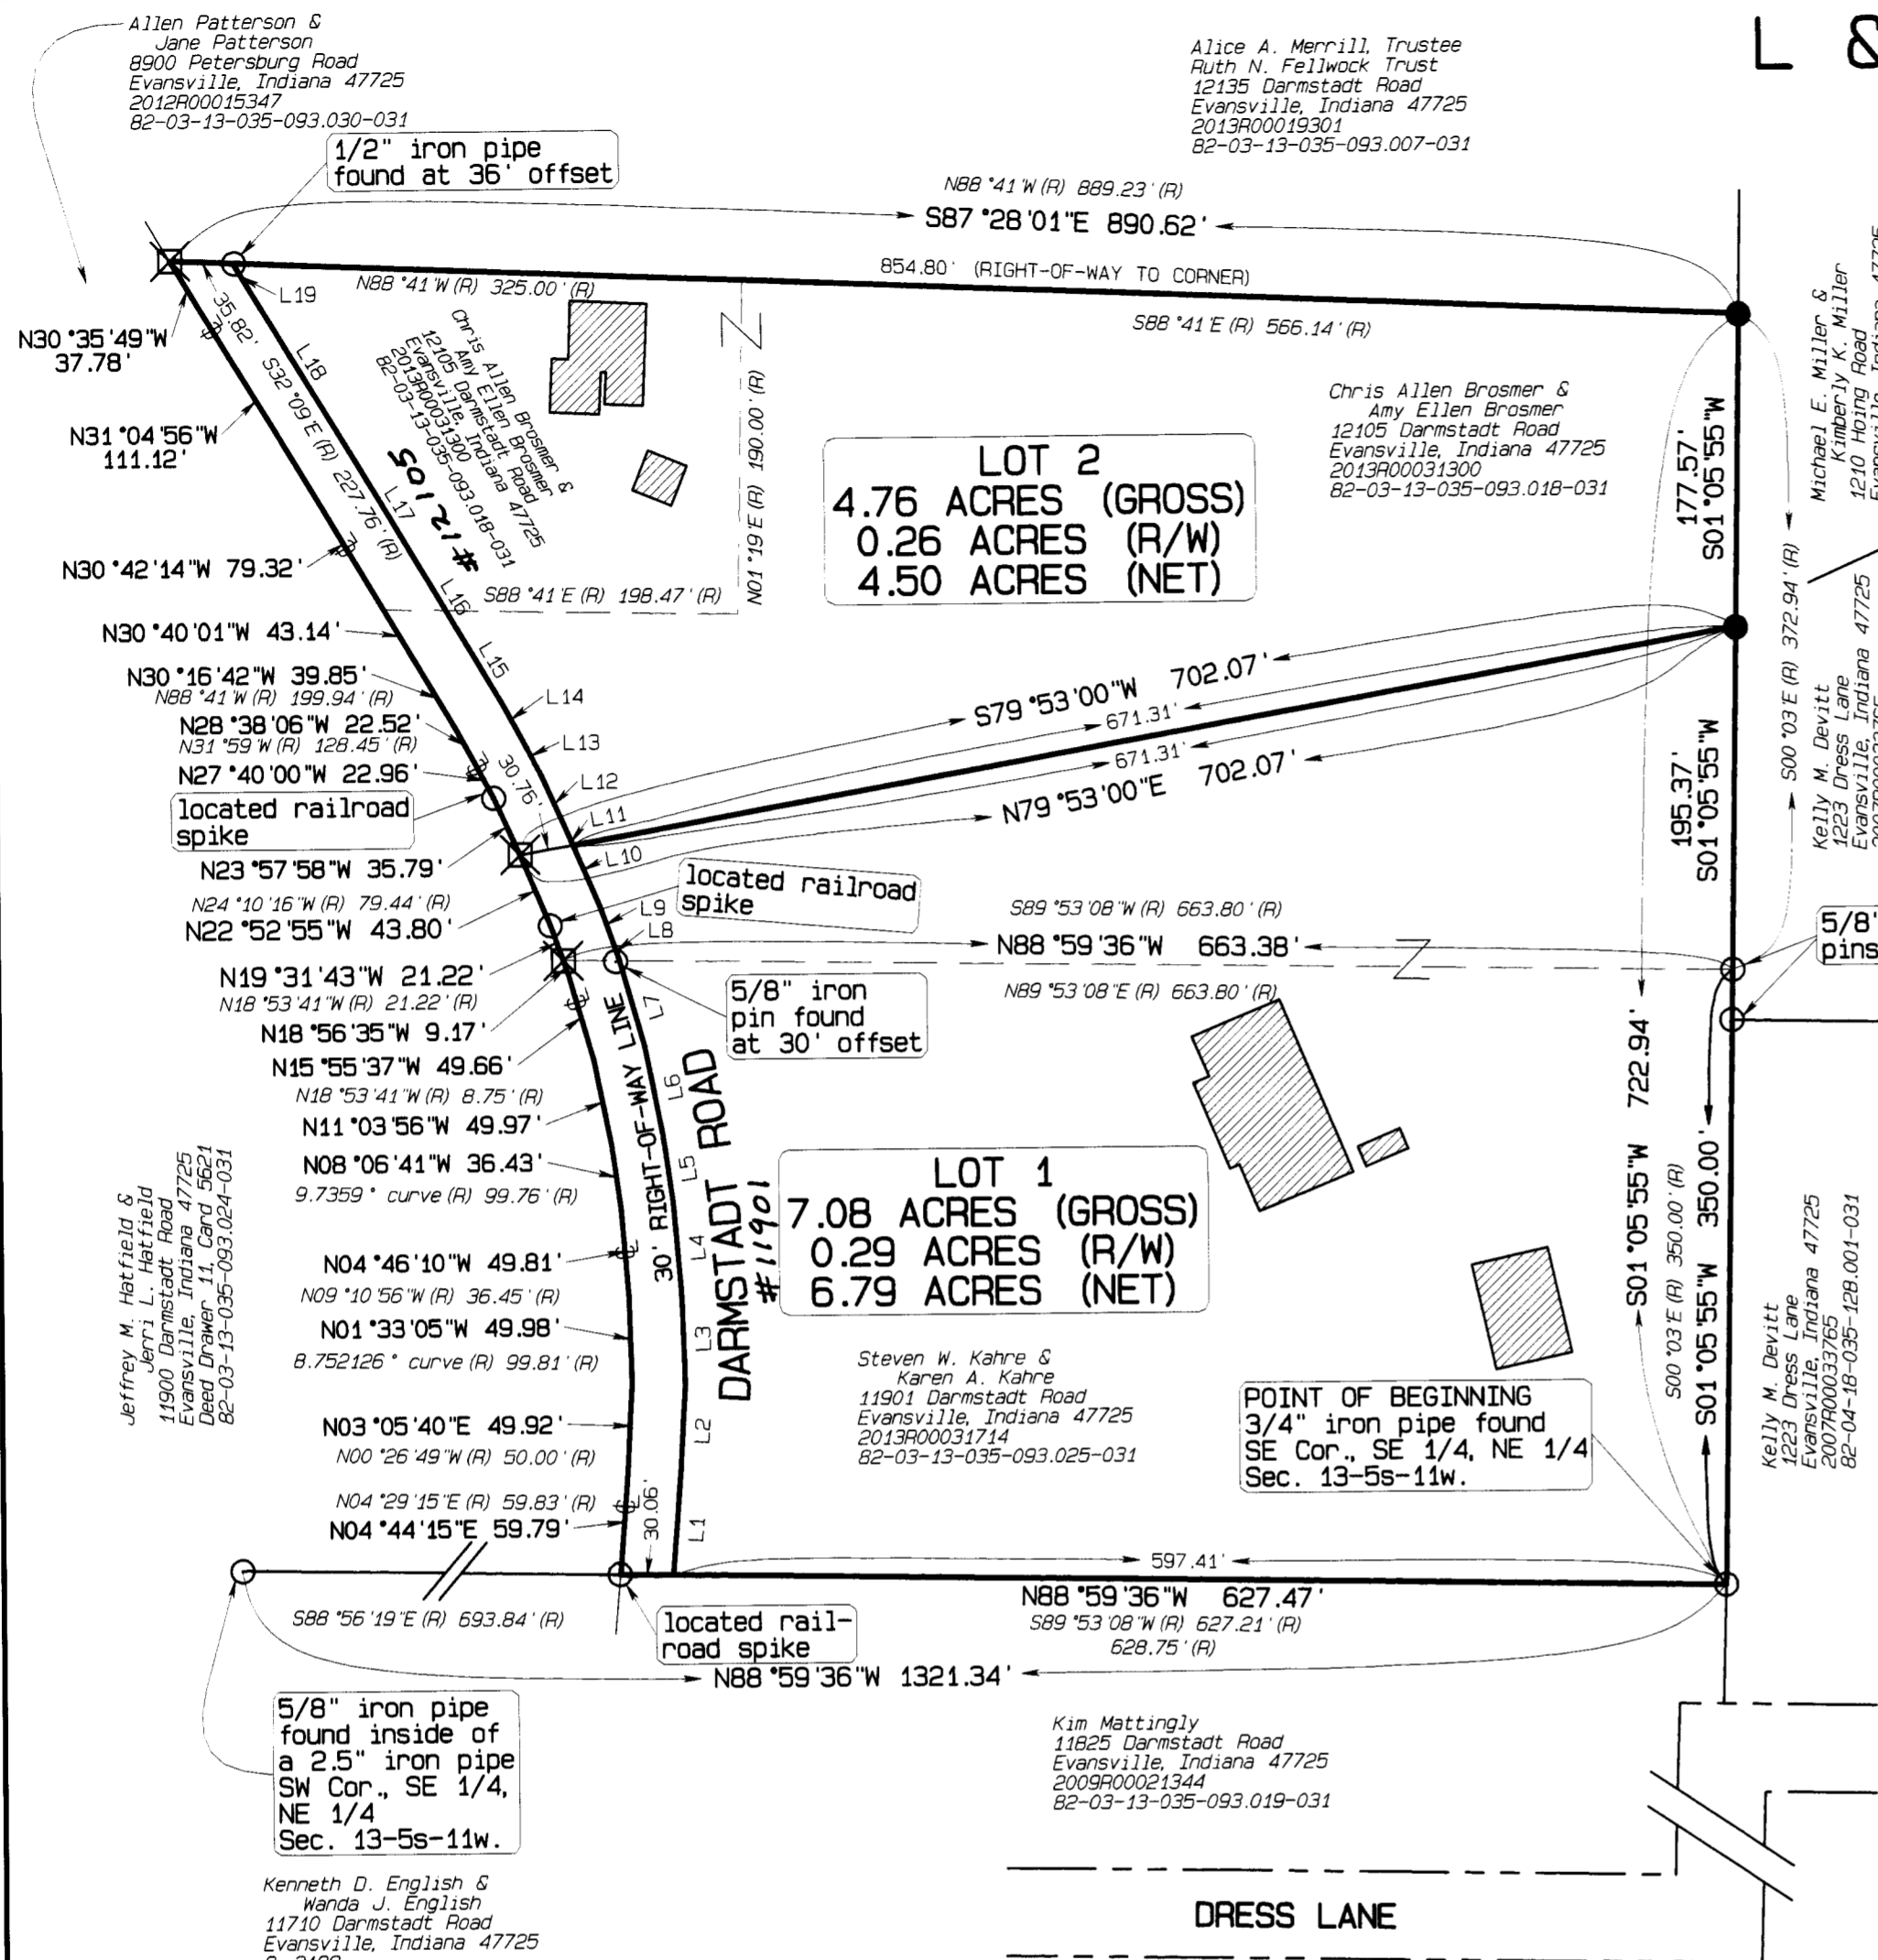 L &
Allen Patterson &
Jane Patterson
8900 Petersburg Road
Evansville, Indiana 47725
2012R00015347
82-03-13-035-093.030-031
1/2" iron pipe
found at 36' offset
Alice A. Merrill, Trustee
Ruth N. Fellwock Trust
12135 Darmstadt Road
Evansville, Indiana 47725
2013R00019301
82-03-13-035-093.007-031
N88°41'W (R) 889.23' (R)
S87°28'01"E 890.62'
854.80' (RIGHT-OF-WAY TO CORNER)
N88°41'W (R) 325.00' (R)
S88°41'E (R) 566.14' (R)
L19
35.82'
N30°35'49"W
37.78'
L18
S32°09'E (R) 227.76' (R)
N31°04'56"W
111.12'
L17
Chris Allen Brosmer &
Amy Ellen Brosmer
12105 Darmstadt Road
Evansville, Indiana 47725
2013R00031300
82-03-13-035-093.018-031
#12105
N01°19'E (R) 190.00' (R)
Chris Allen Brosmer &
Amy Ellen Brosmer
12105 Darmstadt Road
Evansville, Indiana 47725
2013R00031300
82-03-13-035-093.018-031
LOT 2
4.76 ACRES (GROSS)
0.26 ACRES (R/W)
4.50 ACRES (NET)
177.57'
S01°05'55"W
Michael E. Miller &
Kimberly K. Miller
1210 Hoing Road
Evansville, Indiana 47725
S00°03'E (R) 372.94' (R)
N30°42'14"W 79.32'
L16
S88°41'E (R) 198.47' (R)
N30°40'01"W 43.14'
L15
N30°16'42"W 39.85'
N88°41'W (R) 199.94' (R)
L14
N28°38'06"W 22.52'
N31°59'W (R) 128.45' (R)
L13
N27°40'00"W 22.96'
30.76'
L12
located railroad
spike
L11
S79°53'00"W 702.07'
671.31'
671.31'
N79°53'00"E 702.07'
195.37'
S01°05'55"W
Kelly M. Devitt
1223 Dress Lane
Evansville, Indiana 47725
N23°57'58"W 35.79'
L10
located railroad
spike
N24°10'16"W (R) 79.44' (R)
N22°52'55"W 43.80'
L9
L8
S89°53'08"W (R) 663.80' (R)
N88°59'36"W 663.38'
N89°53'08"E (R) 663.80' (R)
5/8"
pins
N19°31'43"W 21.22'
N18°53'41"W (R) 21.22' (R)
N18°56'35"W 9.17'
5/8" iron
pin found
at 30' offset
L7
N15°55'37"W 49.66'
N18°53'41"W (R) 8.75' (R)
L6
N11°03'56"W 49.97'
N08°06'41"W 36.43'
9.7359° curve (R) 99.76' (R)
L5
30' RIGHT-OF-WAY LINE
DARMSTADT ROAD
#11901
LOT 1
7.08 ACRES (GROSS)
0.29 ACRES (R/W)
6.79 ACRES (NET)
S01°05'55"W 722.94'
S00°03'E (R) 350.00' (R)
S01°05'55"W 350.00'
Jeffrey M. Hatfield &
Jerri L. Hatfield
11900 Darmstadt Road
Evansville, Indiana 47725
Deed Drawer 11, Card 5621
82-03-13-035-093.024-031
N04°46'10"W 49.81'
L4
N09°10'56"W (R) 36.45' (R)
N01°33'05"W 49.98'
L3
8.752126° curve (R) 99.81' (R)
Steven W. Kahre &
Karen A. Kahre
11901 Darmstadt Road
Evansville, Indiana 47725
2013R00031714
82-03-13-035-093.025-031
POINT OF BEGINNING
3/4" iron pipe found
SE Cor., SE 1/4, NE 1/4
Sec. 13-5s-11w.
Kelly M. Devitt
1223 Dress Lane
Evansville, Indiana 47725
2007R00033765
82-04-18-035-128.001-031
N03°05'40"E 49.92'
L2
N00°26'49"W (R) 50.00' (R)
N04°29'15"E (R) 59.83' (R)
N04°44'15"E 59.79'
30.06'
L1
597.41'
N88°59'36"W 627.47'
S89°53'08"W (R) 627.21' (R)
628.75' (R)
S88°56'19"E (R) 693.84' (R)
located rail-
road spike
N88°59'36"W 1321.34'
5/8" iron pipe
found inside of
a 2.5" iron pipe
SW Cor., SE 1/4,
NE 1/4
Sec. 13-5s-11w.
Kim Mattingly
11825 Darmstadt Road
Evansville, Indiana 47725
2009R00021344
82-03-13-035-093.019-031
Kenneth D. English &
Wanda J. English
11710 Darmstadt Road
Evansville, Indiana 47725
DRESS LANE